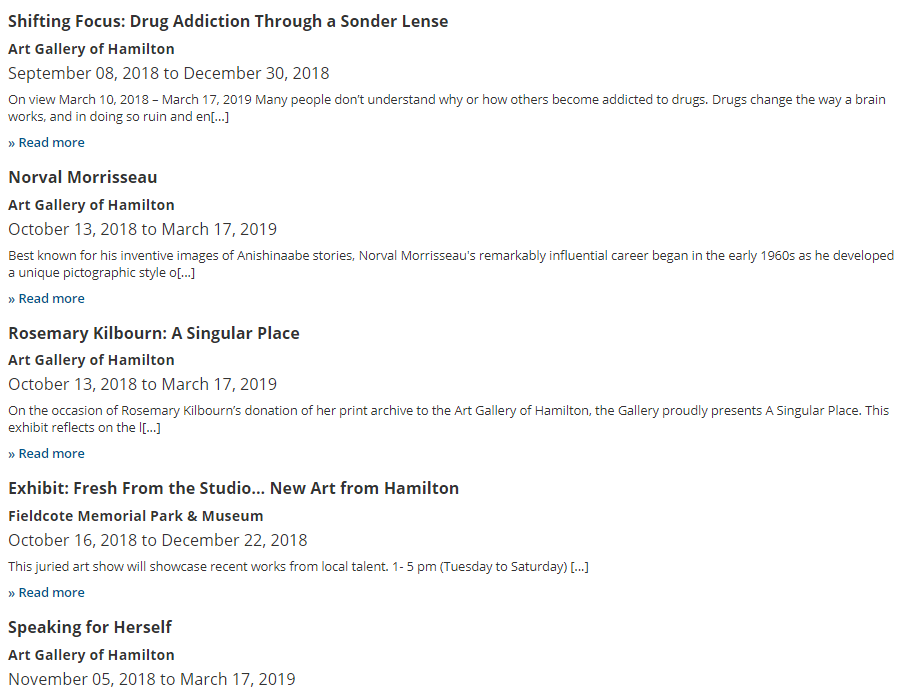 Shifting Focus: Drug Addiction Through a Sonder Lense
Art Gallery of Hamilton
September 08, 2018 to December 30, 2018
On view March 10, 2018 – March 17, 2019 Many people don’t understand why or how others become addicted to drugs. Drugs change the way a brain
works, and in doing so ruin and en[...]
» Read more
Norval Morrisseau
Art Gallery of Hamilton
October 13, 2018 to March 17, 2019
Best known for his inventive images of Anishinaabe stories, Norval Morrisseau's remarkably influential career began in the early 1960s as he developed
a unique pictographic style o[...]
» Read more
Rosemary Kilbourn: A Singular Place
Art Gallery of Hamilton
October 13, 2018 to March 17, 2019
On the occasion of Rosemary Kilbourn’s donation of her print archive to the Art Gallery of Hamilton, the Gallery proudly presents A Singular Place. This
exhibit reflects on the l[...]
» Read more
Exhibit: Fresh From the Studio... New Art from Hamilton
Fieldcote Memorial Park & Museum
October 16, 2018 to December 22, 2018
This juried art show will showcase recent works from local talent. 1- 5 pm (Tuesday to Saturday) [...]
» Read more
Speaking for Herself
Art Gallery of Hamilton
November 05, 2018 to March 17, 2019